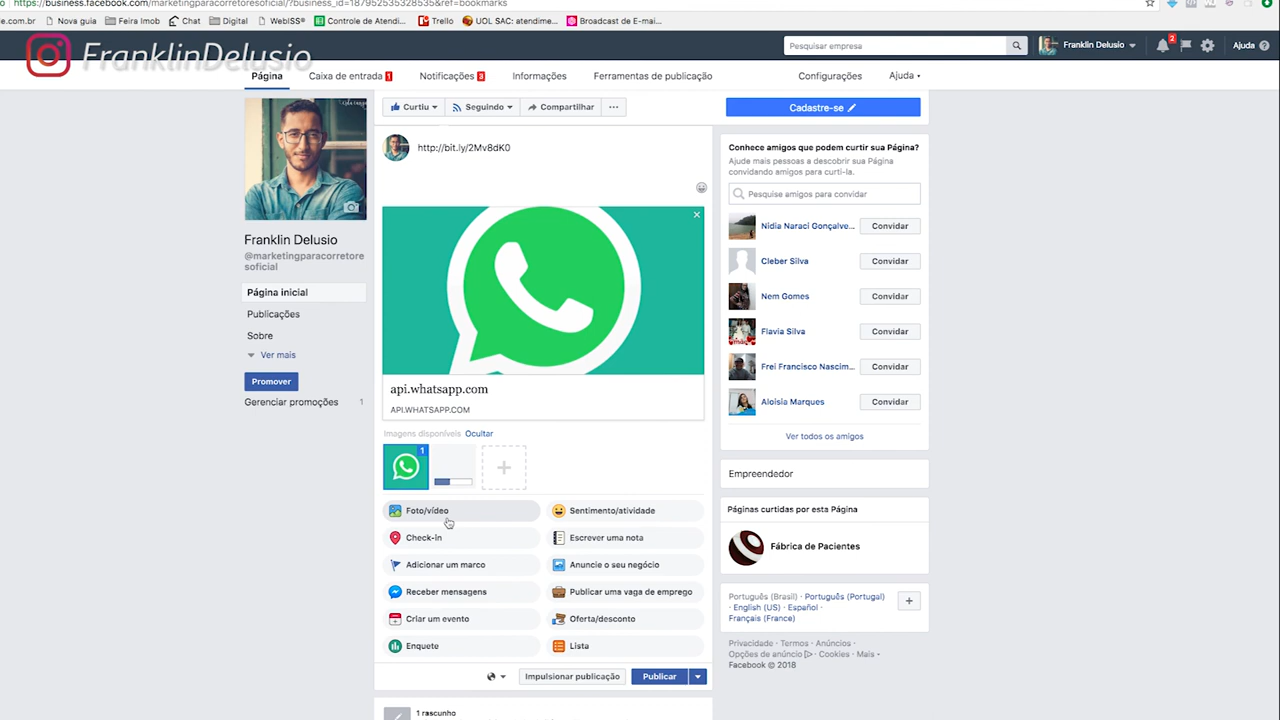 https://business.facebook.com/marketingparacorretoresoficial/?business_id=187952535328535&ref=bookmarks
s.com.br
Nova guia
Feira Imob
Chat
Digital
WebISS®
Controle de Atendi...
Trello
UOL SAC: atendime...
Broadcast de E-mai...
FranklinDelusio
Pesquisar empresa
Franklin Delusio
2
Ajuda
Página
Caixa de entrada 1
Notificações 3
Informações
Ferramentas de publicação
Configurações
Ajuda
Curtiu
Seguindo
Compartilhar
...
Cadastre-se
http://bit.ly/2Mv8dK0
Franklin Delusio
@marketingparacorretore
soficial
Página inicial
Publicações
Sobre
Ver mais
Promover
Gerenciar promoções 1
api.whatsapp.com
API.WHATSAPP.COM
Imagens disponíveis Ocultar
1
Foto/vídeo
Sentimento/atividade
Check-in
Escrever uma nota
Adicionar um marco
Anuncie o seu negócio
Receber mensagens
Publicar uma vaga de emprego
Criar um evento
Oferta/desconto
Enquete
Lista
Impulsionar publicação
Publicar
1 rascunho
Conhece amigos que podem curtir sua Página?
Ajude mais pessoas a descobrir sua Página
convidando amigos para curti-la.
Pesquise amigos para convidar
Nidia Naraci Gonçalve... Convidar
Cleber Silva Convidar
Nem Gomes Convidar
Flavia Silva Convidar
Frei Francisco Nascim... Convidar
Aloisia Marques Convidar
Ver todos os amigos
Empreendedor
Páginas curtidas por esta Página
Fábrica de Pacientes
Português (Brasil) · Português (Portugal) ·
English (US) · Español ·
Français (France)
Privacidade · Termos · Anúncios ·
Opções de anúncio · Cookies · Mais
Facebook © 2018